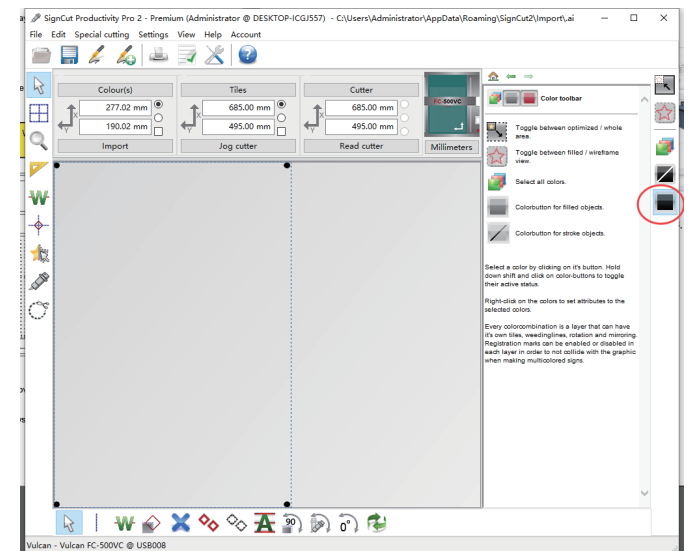 SignCut Productivity Pro 2 - Premium (Administrator @ DESKTOP-ICGJ557) - C:\Users\Administrator\AppData\Roaming\SignCut2\Import\.ai
File Edit Special cutting Settings View Help Account
Colour(s) Tiles Cutter
277.02 mm 685.00 mm 685.00 mm
X X X
FC-500VC
190.02 mm 495.00 mm 495.00 mm
Y Y Y
Import Jog cutter Read cutter Millimeters
Color toolbar
Toggle between optimized / whole
area.
Toggle between filled / wireframe
view.
Select all colors.
Colorbutton for filled objects.
Colorbutton for stroke objects.
Select a color by clicking on it's button. Hold
down shift and click on color-buttons to toggle
their active status.
Right-click on the colors to set attributes to the
selected colors.
Every colorcombination is a layer that can have
it's own tiles, weedinglines, rotation and mirroring.
Registration marks can be enabled or disabled in
each layer in order to not collide with the graphic
when making multicolored signs.
W
W A 90 0°
Vulcan - Vulcan FC-500VC @ USB008